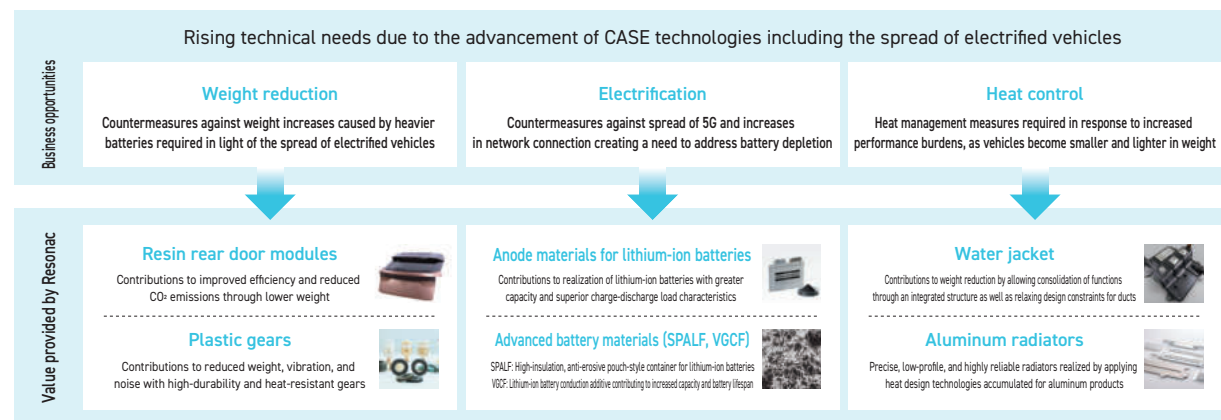 Rising technical needs due to the advancement of CASE technologies including the spread of electrified vehicles
Business opportunities
Weight reduction
Countermeasures against weight increases caused by heavier
batteries required in light of the spread of electrified vehicles
Electrification
Countermeasures against spread of 5G and increases
in network connection creating a need to address battery depletion
Heat control
Heat management measures required in response to increased
performance burdens, as vehicles become smaller and lighter in weight
Value provided by Resonac
Resin rear door modules
Contributions to improved efficiency and reduced
CO₂ emissions through lower weight
Plastic gears
Contributions to reduced weight, vibration, and
noise with high-durability and heat-resistant gears
Anode materials for lithium-ion batteries
Contributions to realization of lithium-ion batteries with greater
capacity and superior charge-discharge load characteristics
Advanced battery materials (SPALF, VGCF)
SPALF: High-insulation, anti-erosive pouch-style container for lithium-ion batteries
VGCF: Lithium-ion battery conduction additive contributing to increased capacity and battery lifespan
Water jacket
Contributions to weight reduction by allowing consolidation of functions
through an integrated structure as well as relaxing design constraints for ducts
Aluminum radiators
Precise, low-profile, and highly reliable radiators realized by applying
heat design technologies accumulated for aluminum products